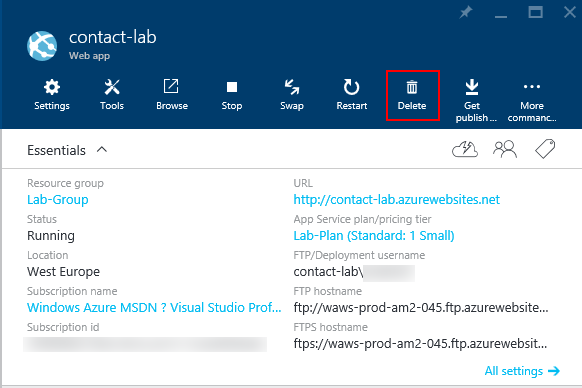 contact-lab
Web app
Settings
Tools
Browse
Stop
Swap
Restart
Delete
Get publish ...
More commanc...
Essentials
Resource group
Lab-Group
URL
http://contact-lab.azurewebsites.net
Status
Running
App Service plan/pricing tier
Lab-Plan (Standard: 1 Small)
Location
West Europe
FTP/Deployment username
contact-lab\
Subscription name
Windows Azure MSDN ? Visual Studio Prof...
FTP hostname
ftp://waws-prod-am2-045.ftp.azurewebsite...
Subscription id
FTPS hostname
ftps://waws-prod-am2-045.ftp.azurewebsit...
All settings